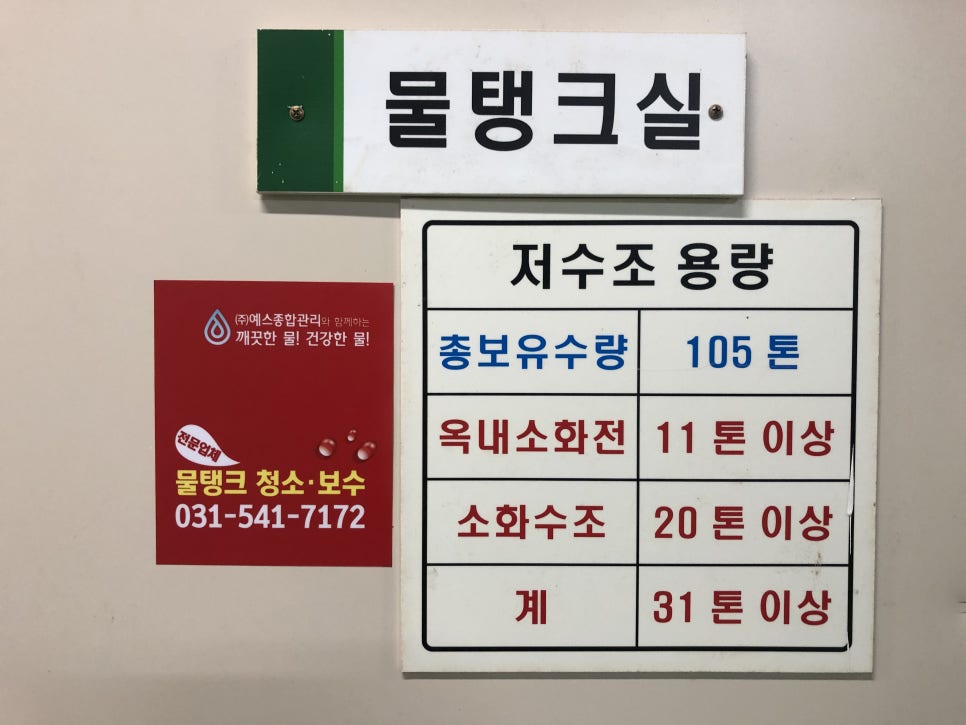 물탱크실
저수조 용량
총보유수량 105 톤
옥내소화전 11 톤 이상
소화수조 20 톤 이상
계 31 톤 이상
(주)예스종합관리와 함께하는
깨끗한 물! 건강한 물!
전문업체
물탱크 청소·보수
031-541-7172